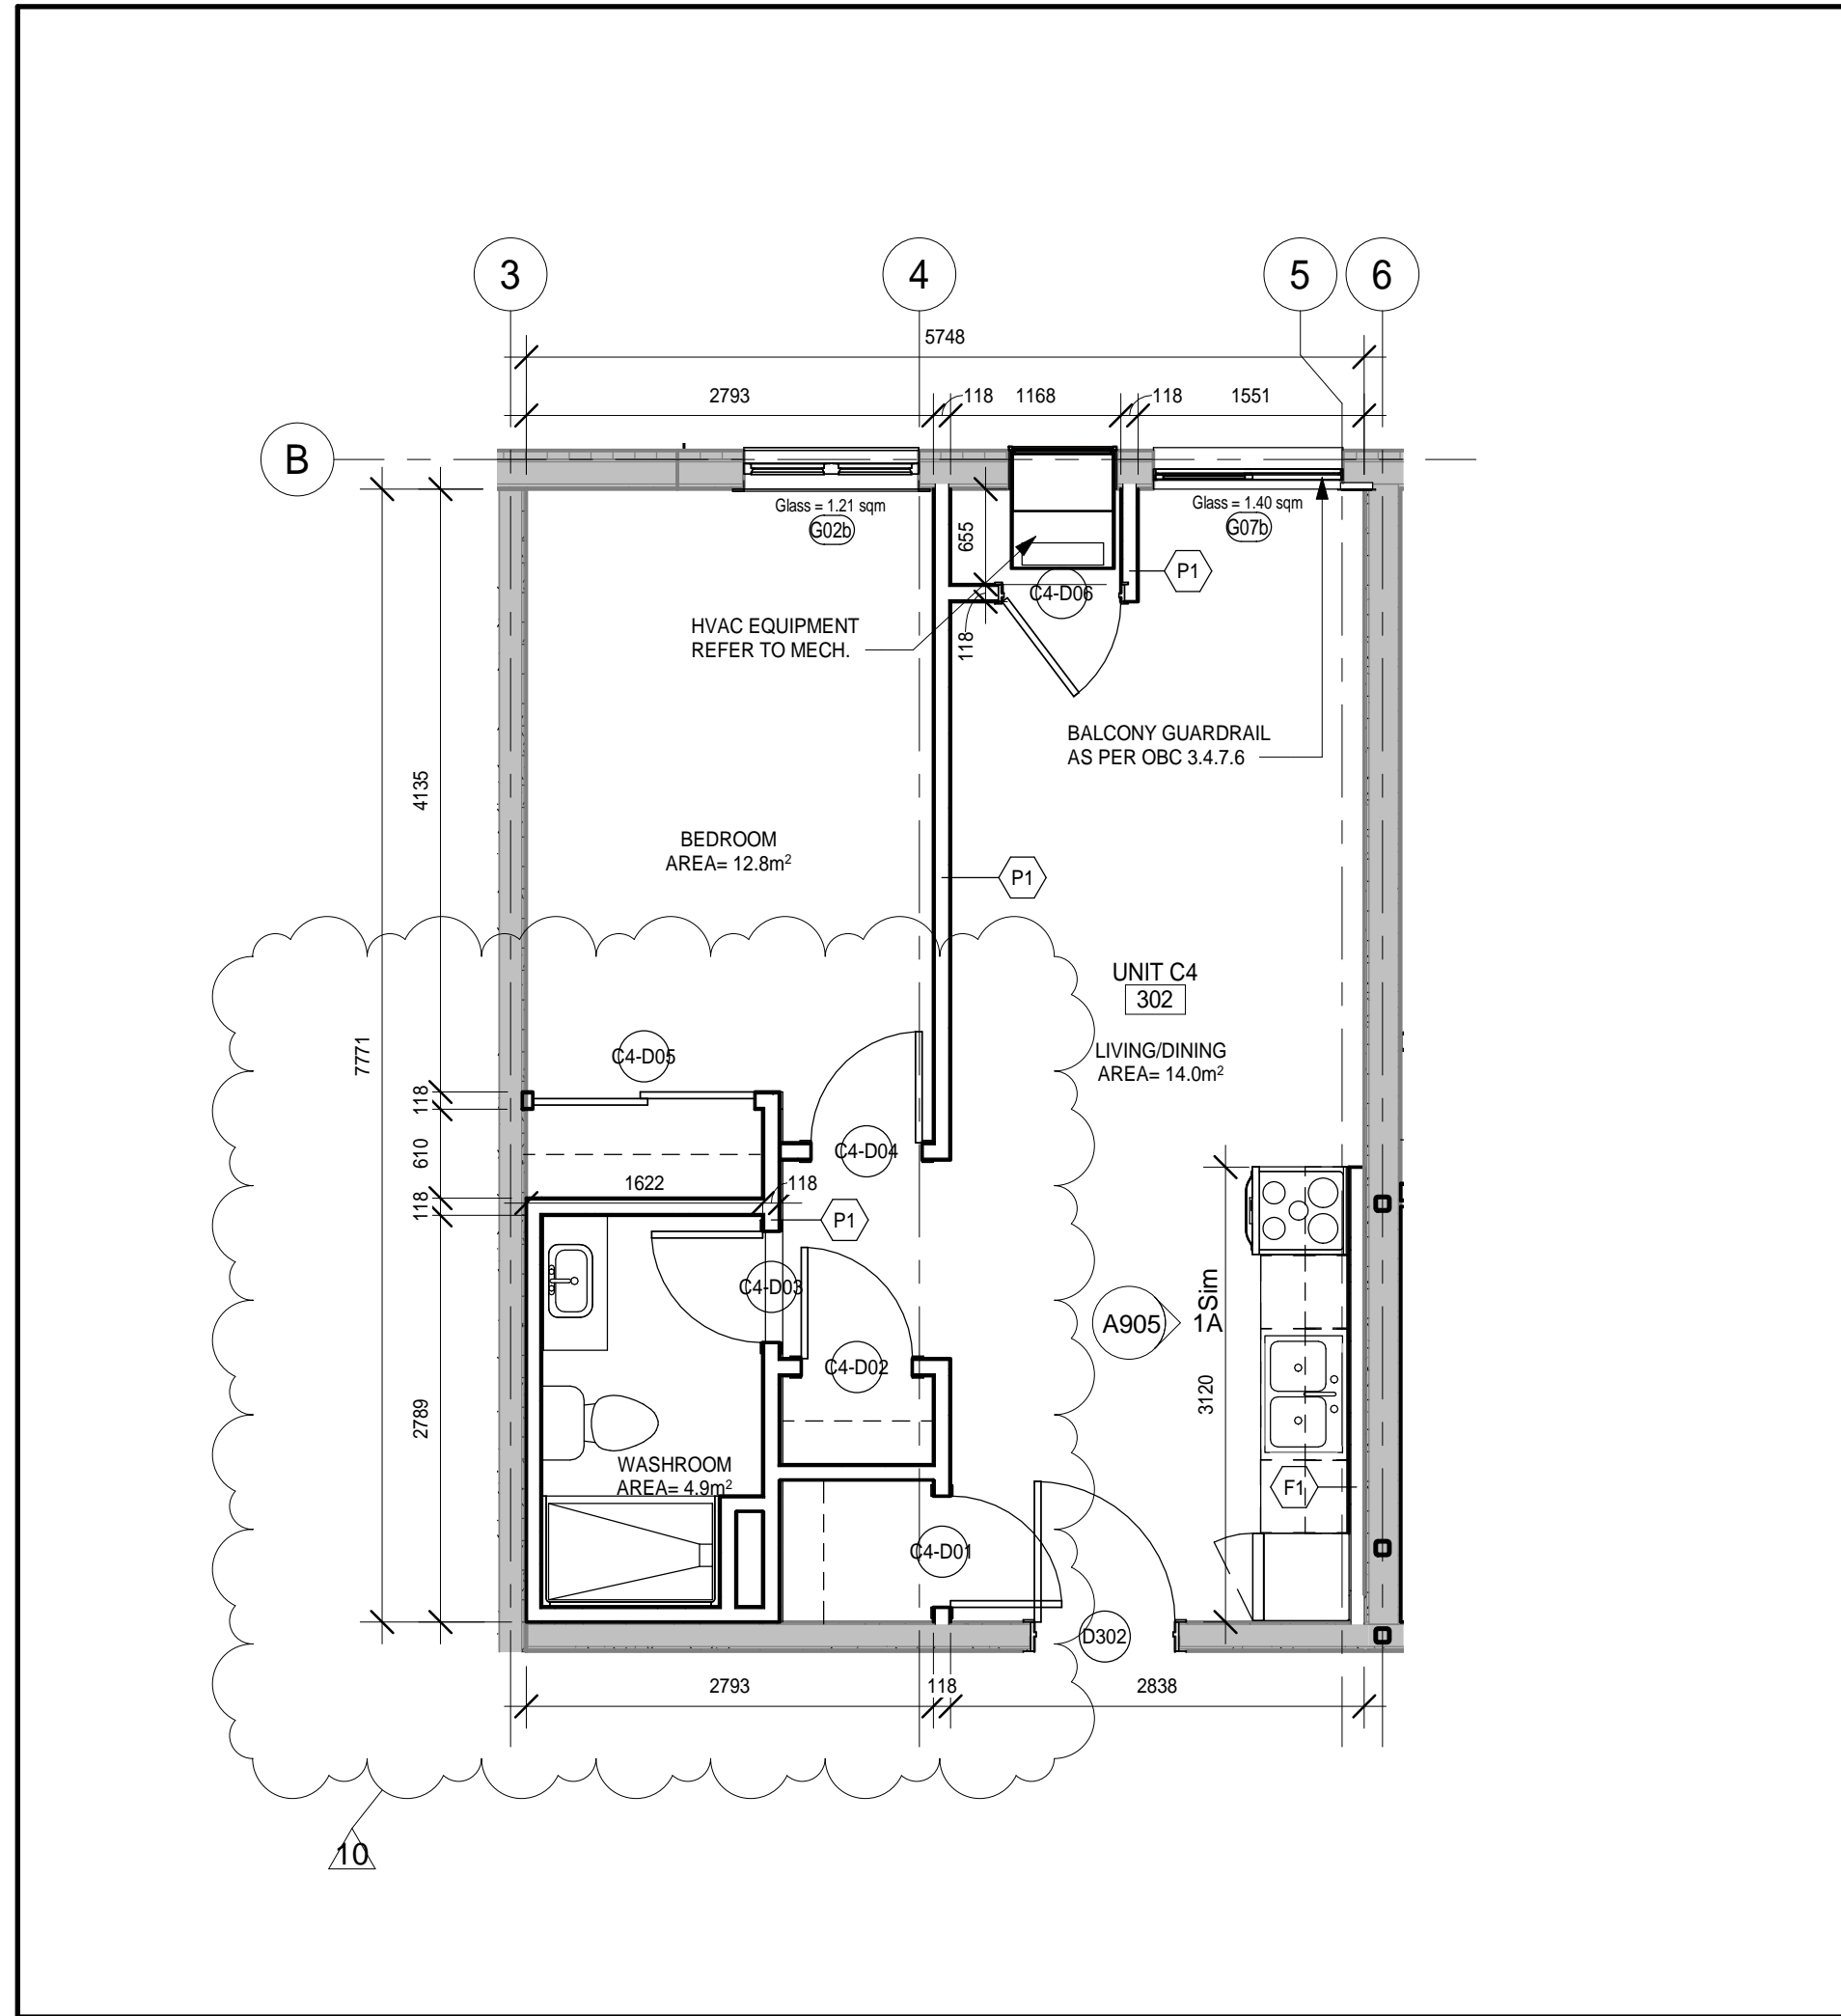 3
4
5
6
5748
2793
118
1168
118
1551
B
Glass = 1.21 sqm
G02b
Glass = 1.40 sqm
G07b
655
P1
C4-D06
HVAC EQUIPMENT
REFER TO MECH.
118
BALCONY GUARDRAIL
AS PER OBC 3.4.7.6
4135
BEDROOM
AREA= 12.8m²
P1
UNIT C4
302
7771
C4-D05
LIVING/DINING
AREA= 14.0m²
118
610
118
C4-D04
1622
118
P1
C4-D03
A905
1A
Sim
C4-D02
3120
2789
WASHROOM
AREA= 4.9m²
F1
C4-D01
D302
2793
118
2838
10